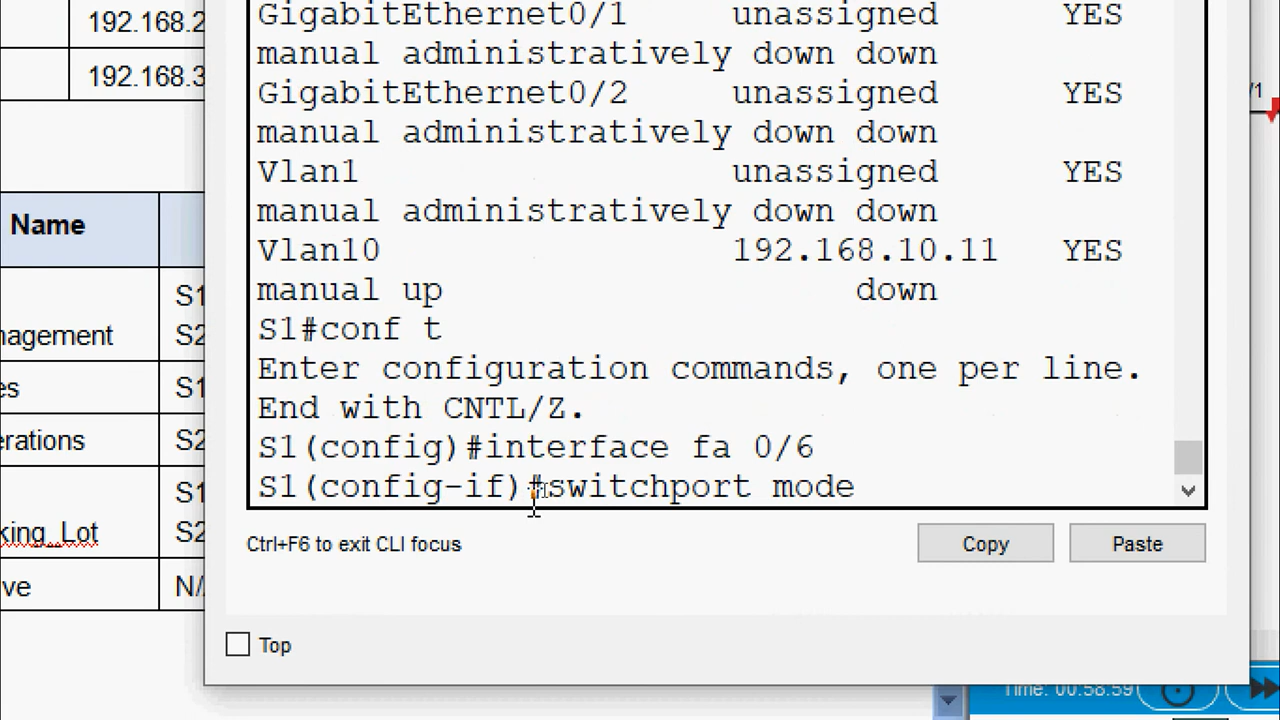 192.168.2
192.168.3
Name
S1
nagement
S2
es
S1
erations
S2
S1
king_Lot
S2
ve
N/
GigabitEthernet0/1 unassigned YES
manual administratively down down
GigabitEthernet0/2 unassigned YES
manual administratively down down
Vlan1 unassigned YES
manual administratively down down
Vlan10 192.168.10.11 YES
manual up down
S1#conf t
Enter configuration commands, one per line.
End with CNTL/Z.
S1(config)#interface fa 0/6
S1(config-if)#switchport mode
Ctrl+F6 to exit CLI focus
Copy
Paste
Top
/1
Time: 00:58:59